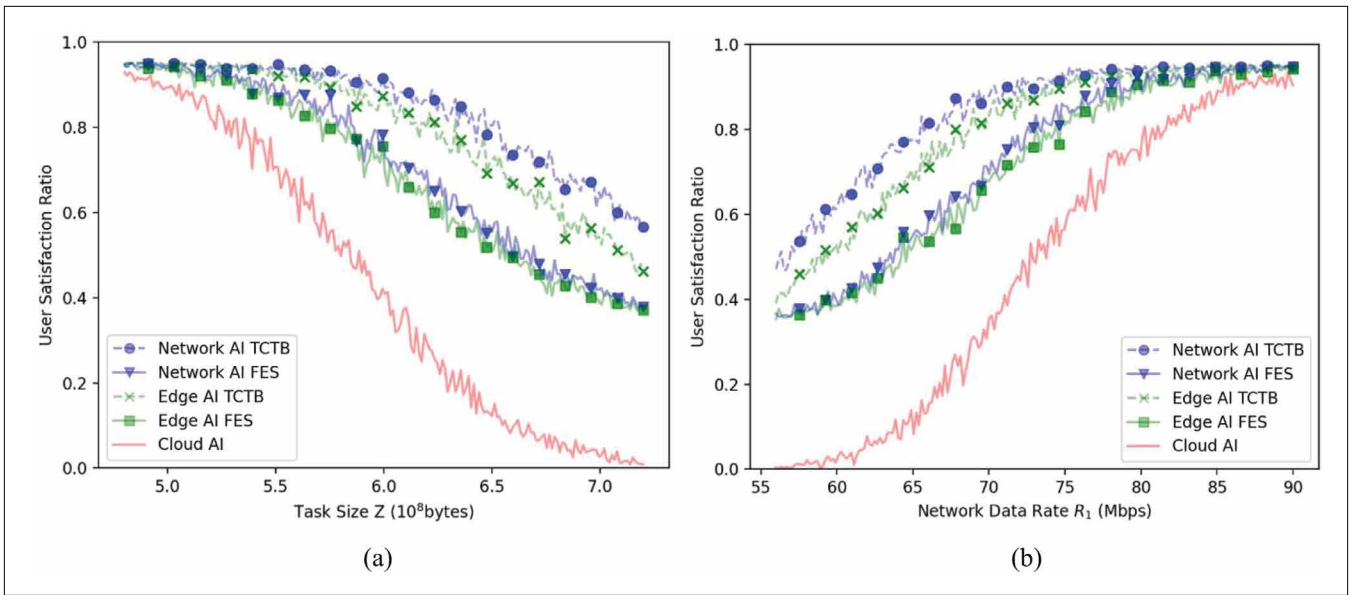 1.0
0.8
0.6
0.4
0.2
0.0
User Satisfaction Ratio
Network AI TCTB
Network AI FES
Edge AI TCTB
Edge AI FES
Cloud AI
5.0 5.5 6.0 6.5 7.0
Task Size Z (10⁸bytes)
(a)
1.0
0.8
0.6
0.4
0.2
0.0
User Satisfaction Ratio
Network AI TCTB
Network AI FES
Edge AI TCTB
Edge AI FES
Cloud AI
55 60 65 70 75 80 85 90
Network Data Rate R₁ (Mbps)
(b)